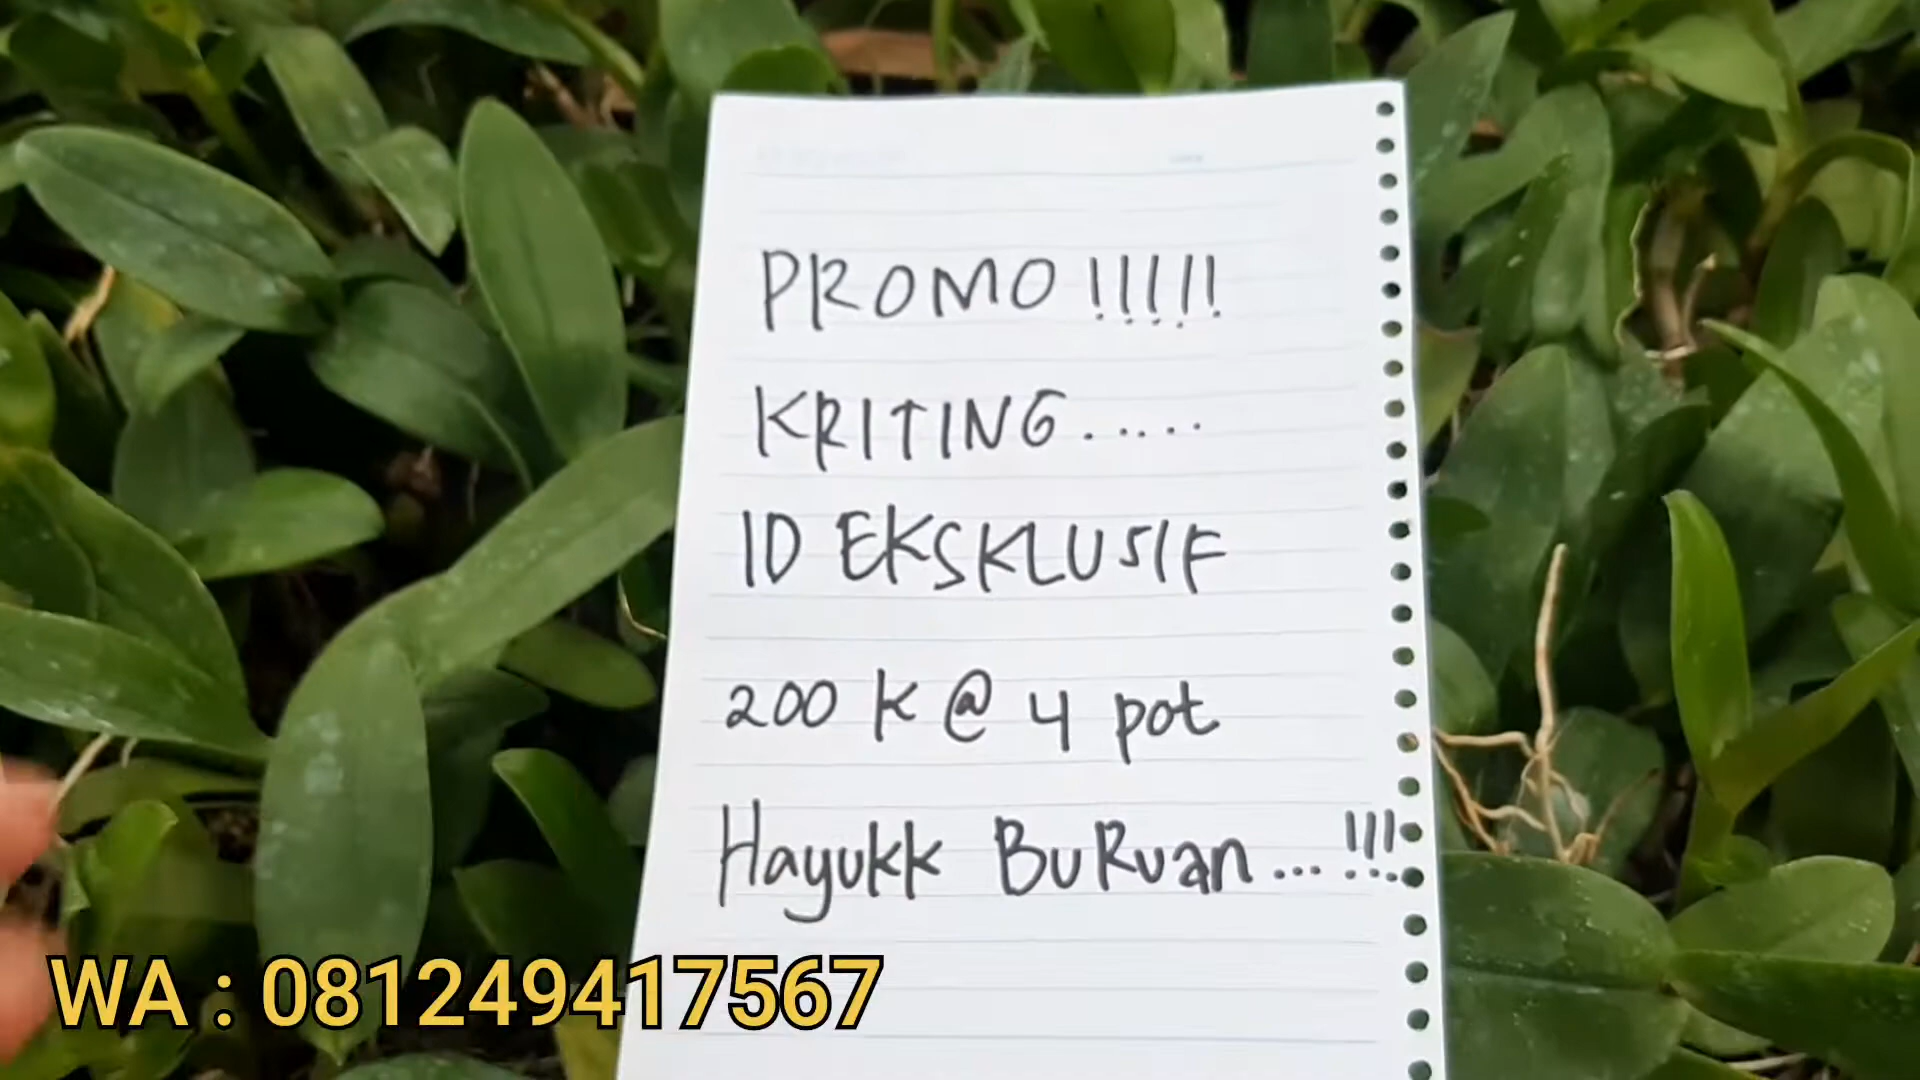 PROMO !!!!!
KRITING.....
ID EKSKLUSIF
200 K @ 4 pot
Hayukk BuRuan...!!!
WA : 081249417567